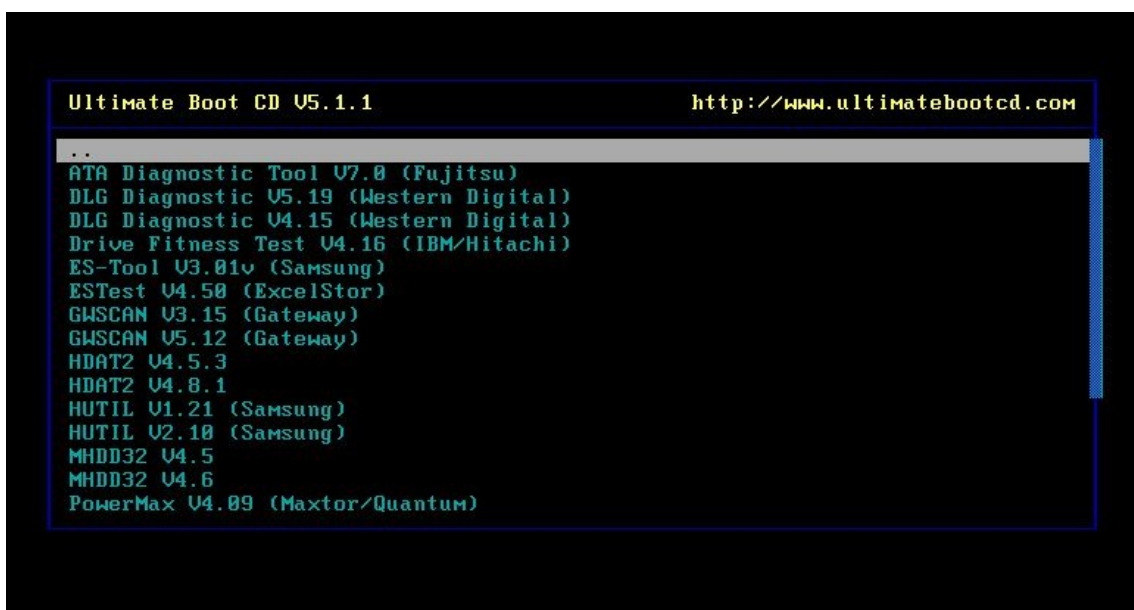 Ultimate Boot CD V5.1.1 http://www.ultimatebootcd.com
..
ATA Diagnostic Tool V7.0 (Fujitsu)
DLG Diagnostic V5.19 (Western Digital)
DLG Diagnostic V4.15 (Western Digital)
Drive Fitness Test V4.16 (IBM/Hitachi)
ES-Tool V3.01v (Samsung)
ESTest V4.50 (ExcelStor)
GWSCAN V3.15 (Gateway)
GWSCAN V5.12 (Gateway)
HDAT2 V4.5.3
HDAT2 V4.8.1
HUTIL V1.21 (Samsung)
HUTIL V2.10 (Samsung)
MHDD32 V4.5
MHDD32 V4.6
PowerMax V4.09 (Maxtor/Quantum)